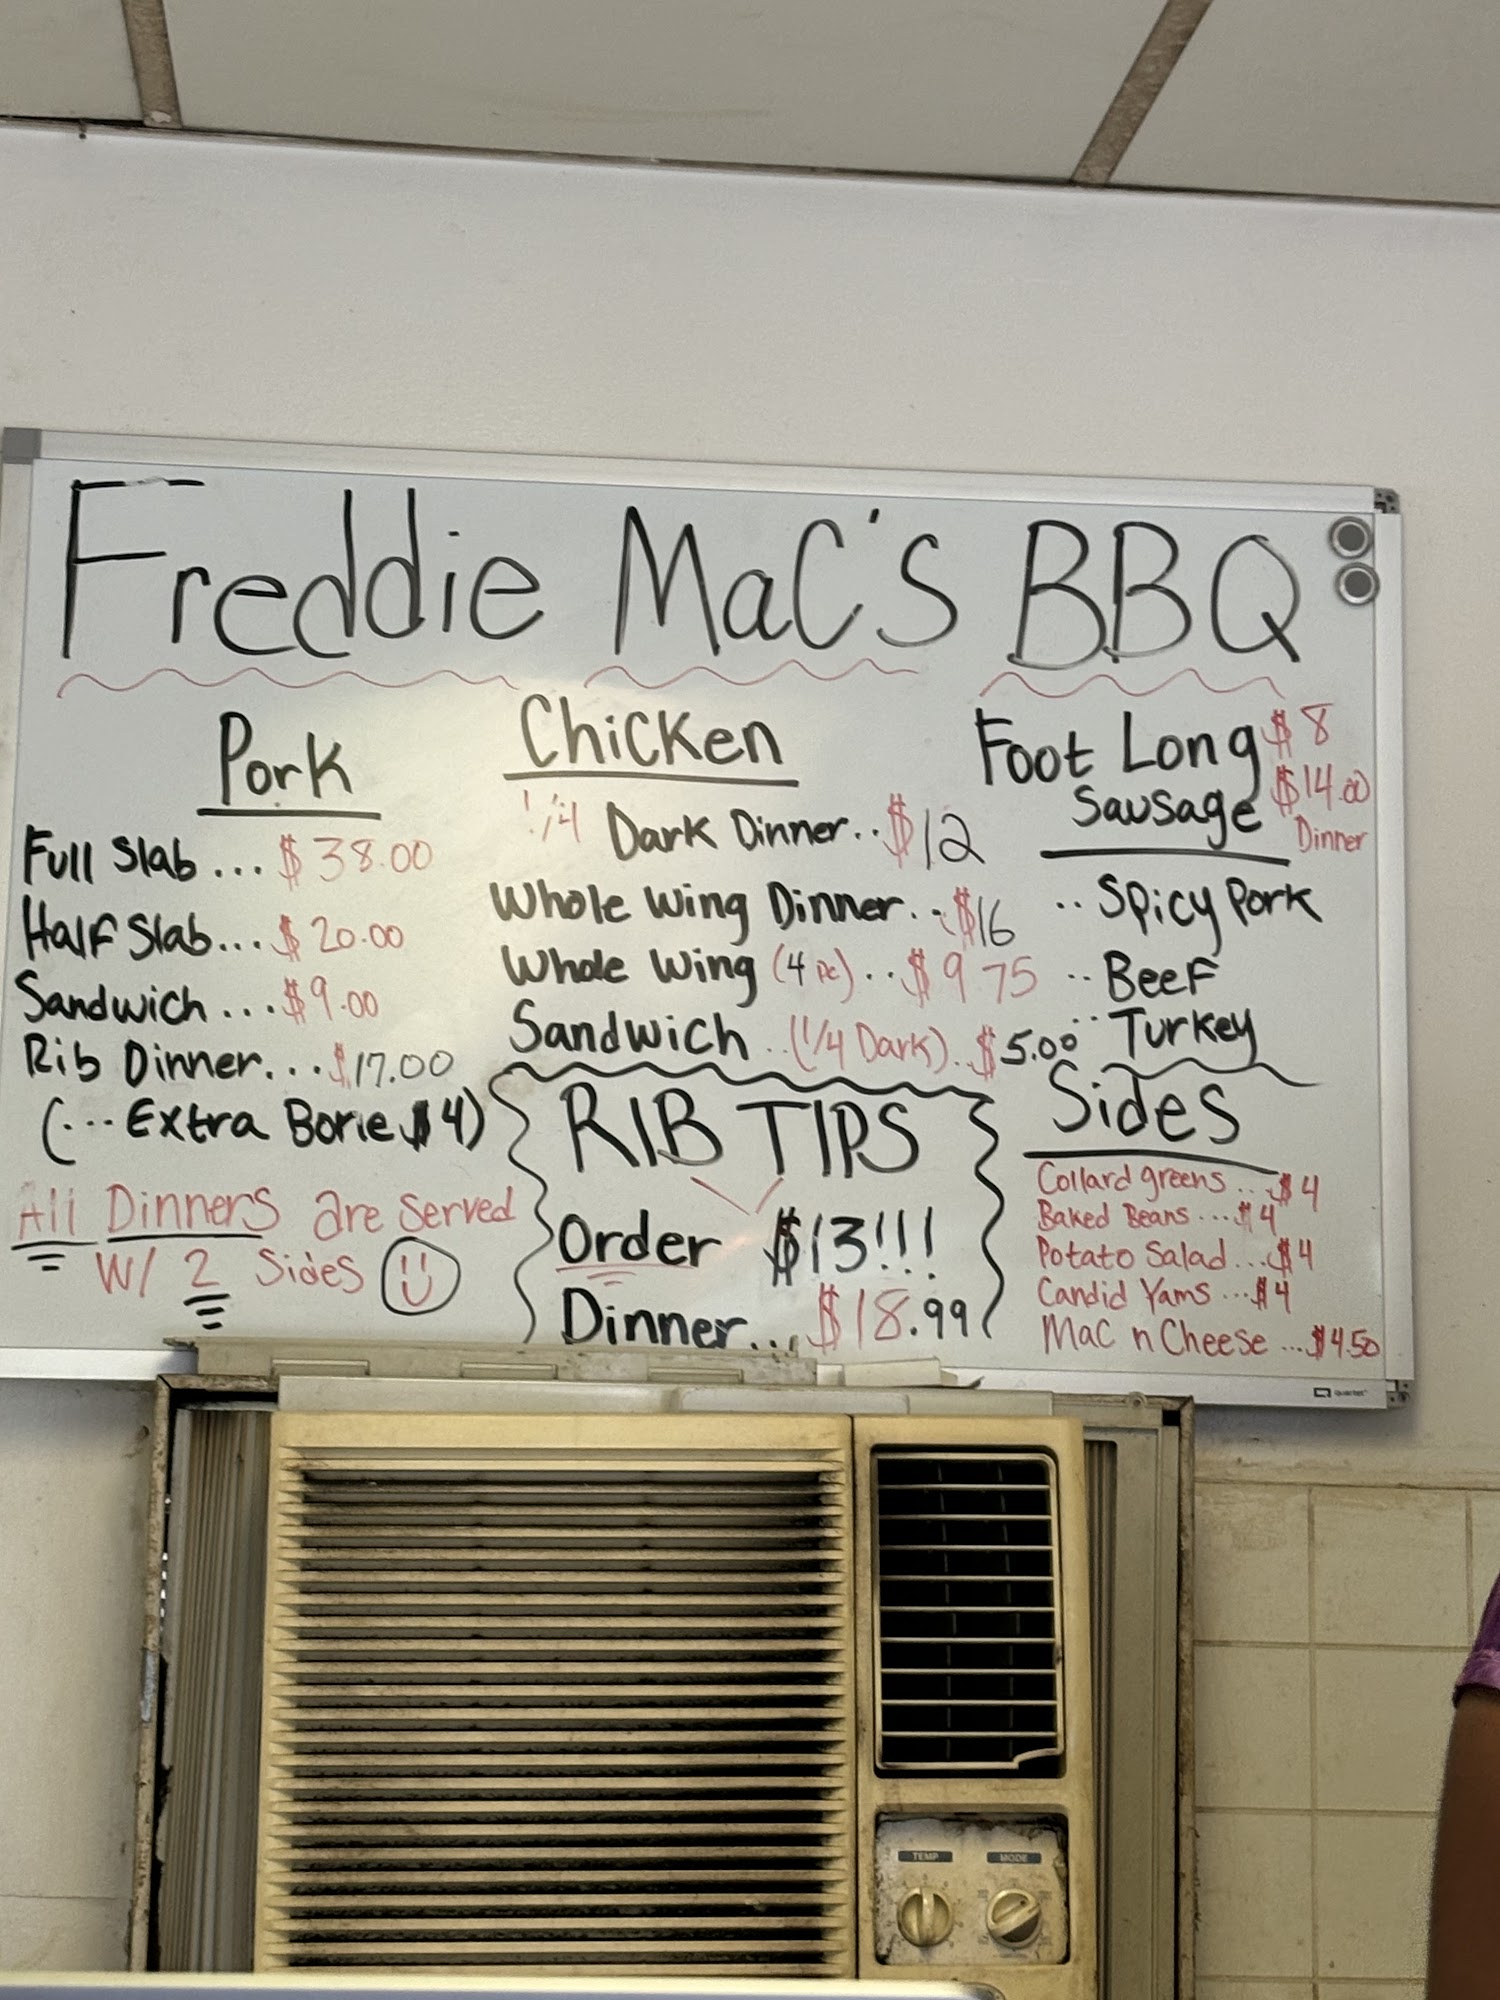 Freddie Mac's BBQ
Pork
Full Slab ... $38.00
Half Slab... $20.00
Sandwich ... $9.00
Rib Dinner... $17.00
(... Extra Bone $4)
All Dinners are served
w/ 2 Sides
Chicken
1/4 Dark Dinner.. $12
Whole Wing Dinner.. $16
Whole Wing (4 pc) .. $9.75
Sandwich ..(1/4 Dark).. $5.00
RIB TIPS
Order $13!!!
Dinner... $18.99
Foot Long $8
Sausage $14.00
Dinner
.. Spicy Pork
.. Beef
.. Turkey
Sides
Collard greens ... $4
Baked Beans ... $4
Potato Salad ... $4
Candid Yams ... $4
Mac n Cheese ... $4.50
Quartet
TEMP MODE